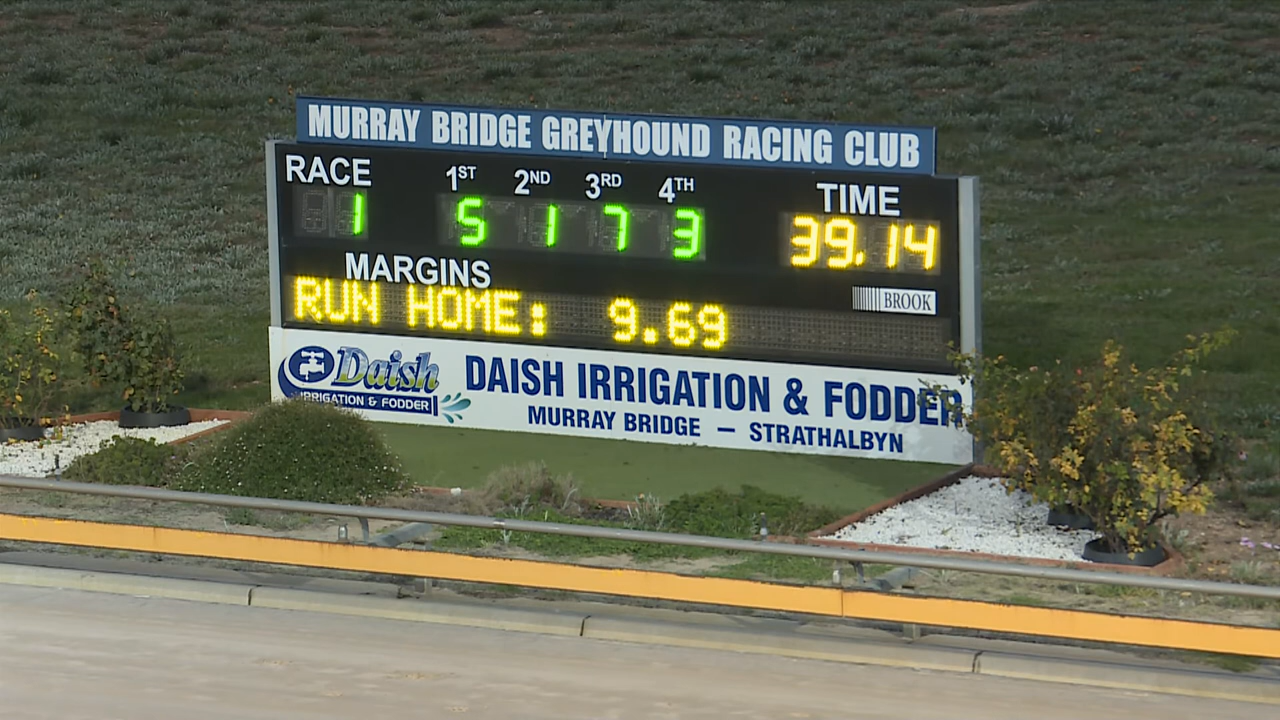 MURRAY BRIDGE GREYHOUND RACING CLUB
RACE 1ST 2ND 3RD 4TH TIME
1 5 1 7 3 39.14
MARGINS
BROOK
RUN HOME: 9.69
Daish
IRRIGATION & FODDER
DAISH IRRIGATION & FODDER
MURRAY BRIDGE – STRATHALBYN